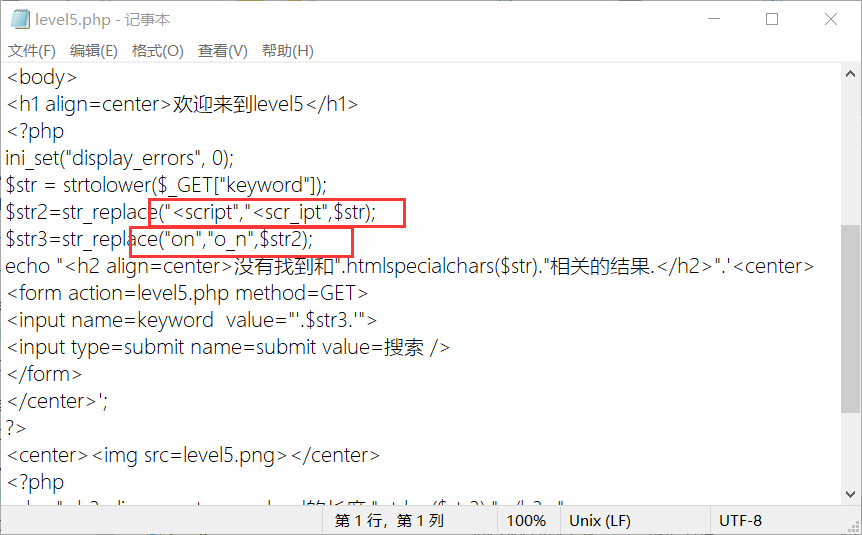 level5.php - 记事本
文件(F) 编辑(E) 格式(O) 查看(V) 帮助(H)
<body>
<h1 align=center>欢迎来到level5</h1>
<?php
ini_set("display_errors", 0);
$str = strtolower($_GET["keyword"]);
$str2=str_replace("<script","<scr_ipt",$str);
$str3=str_replace("on","o_n",$str2);
echo "<h2 align=center>没有找到和".htmlspecialchars($str)."相关的结果.</h2>".'<center>
<form action=level5.php method=GET>
<input name=keyword  value="'.$str3.'">
<input type=submit name=submit value=搜索 />
</form>
</center>';
?>
<center><img src=level5.png></center>
<?php
第 1 行，第 1 列 100% Unix (LF) UTF-8